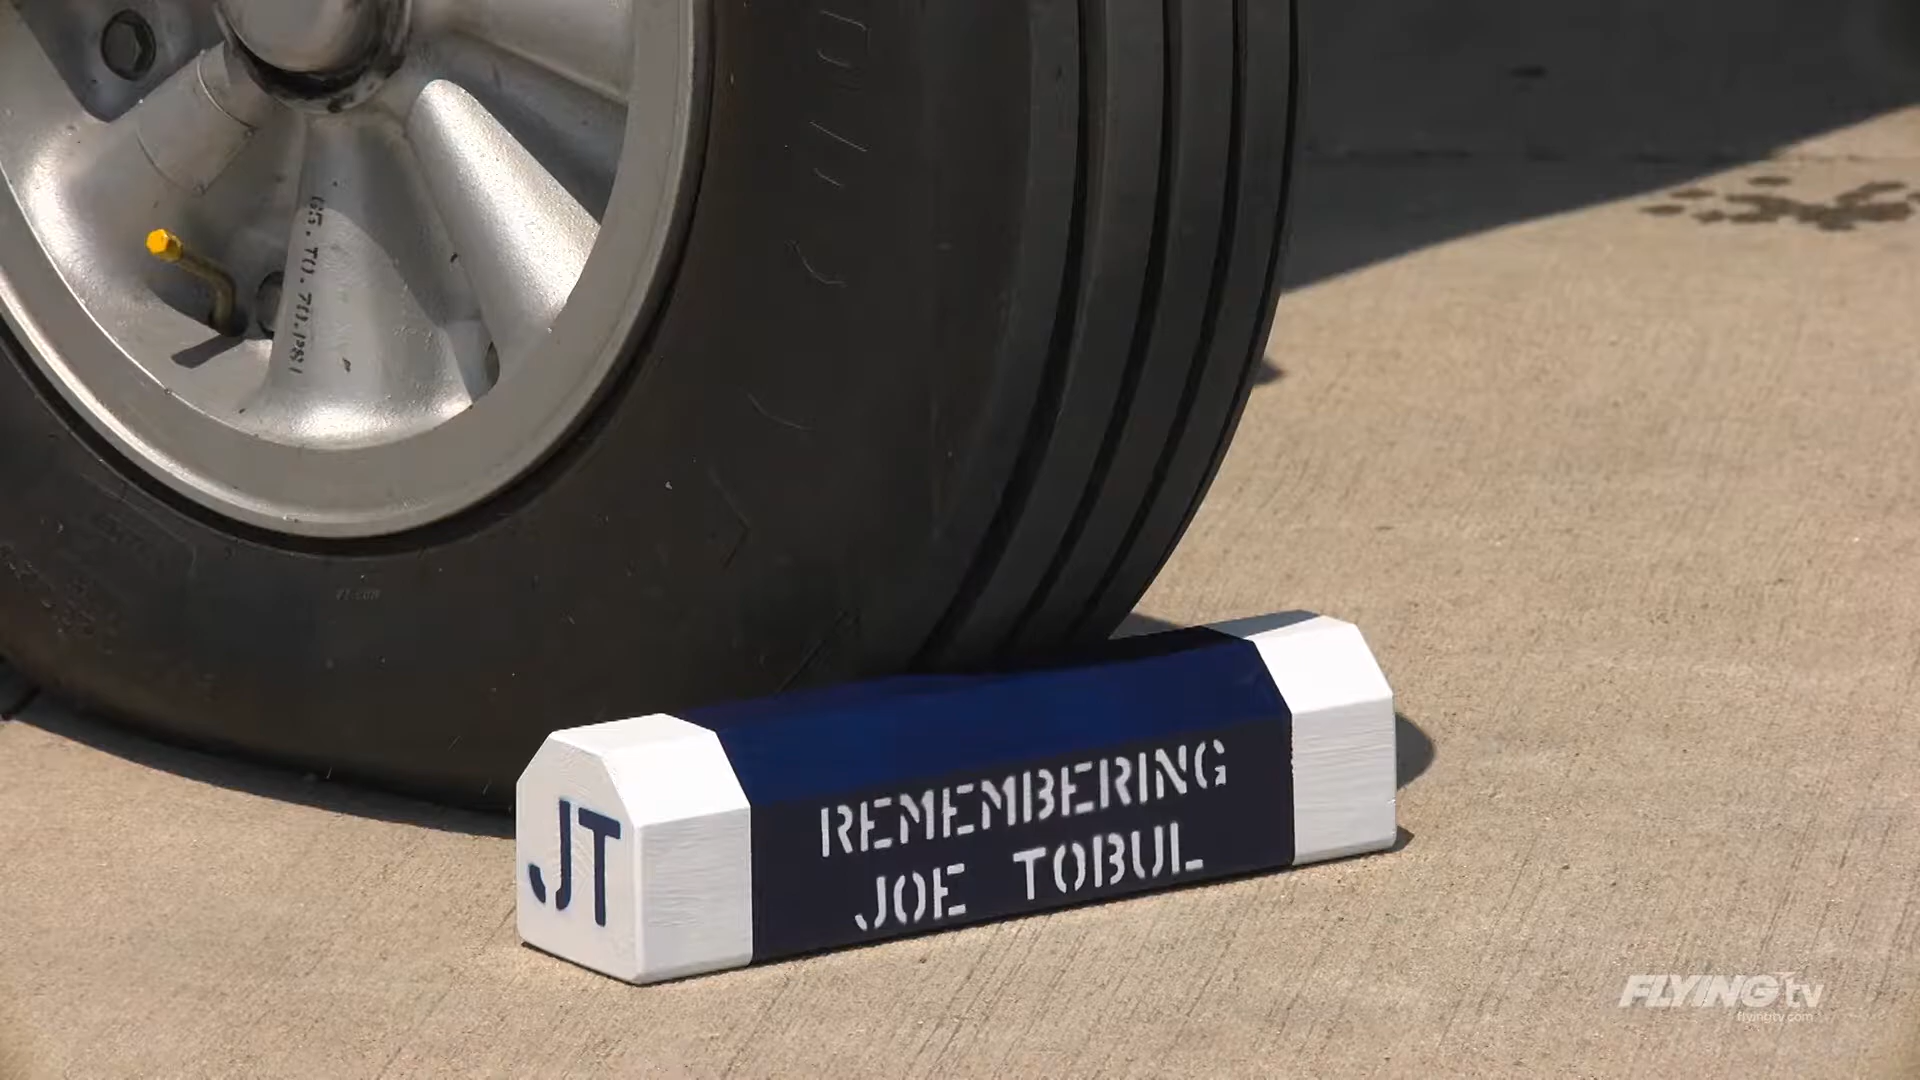 65.TO.70.PSI
JT
REMEMBERING
JOE TOBUL
FLYING tv
flyingtv.com